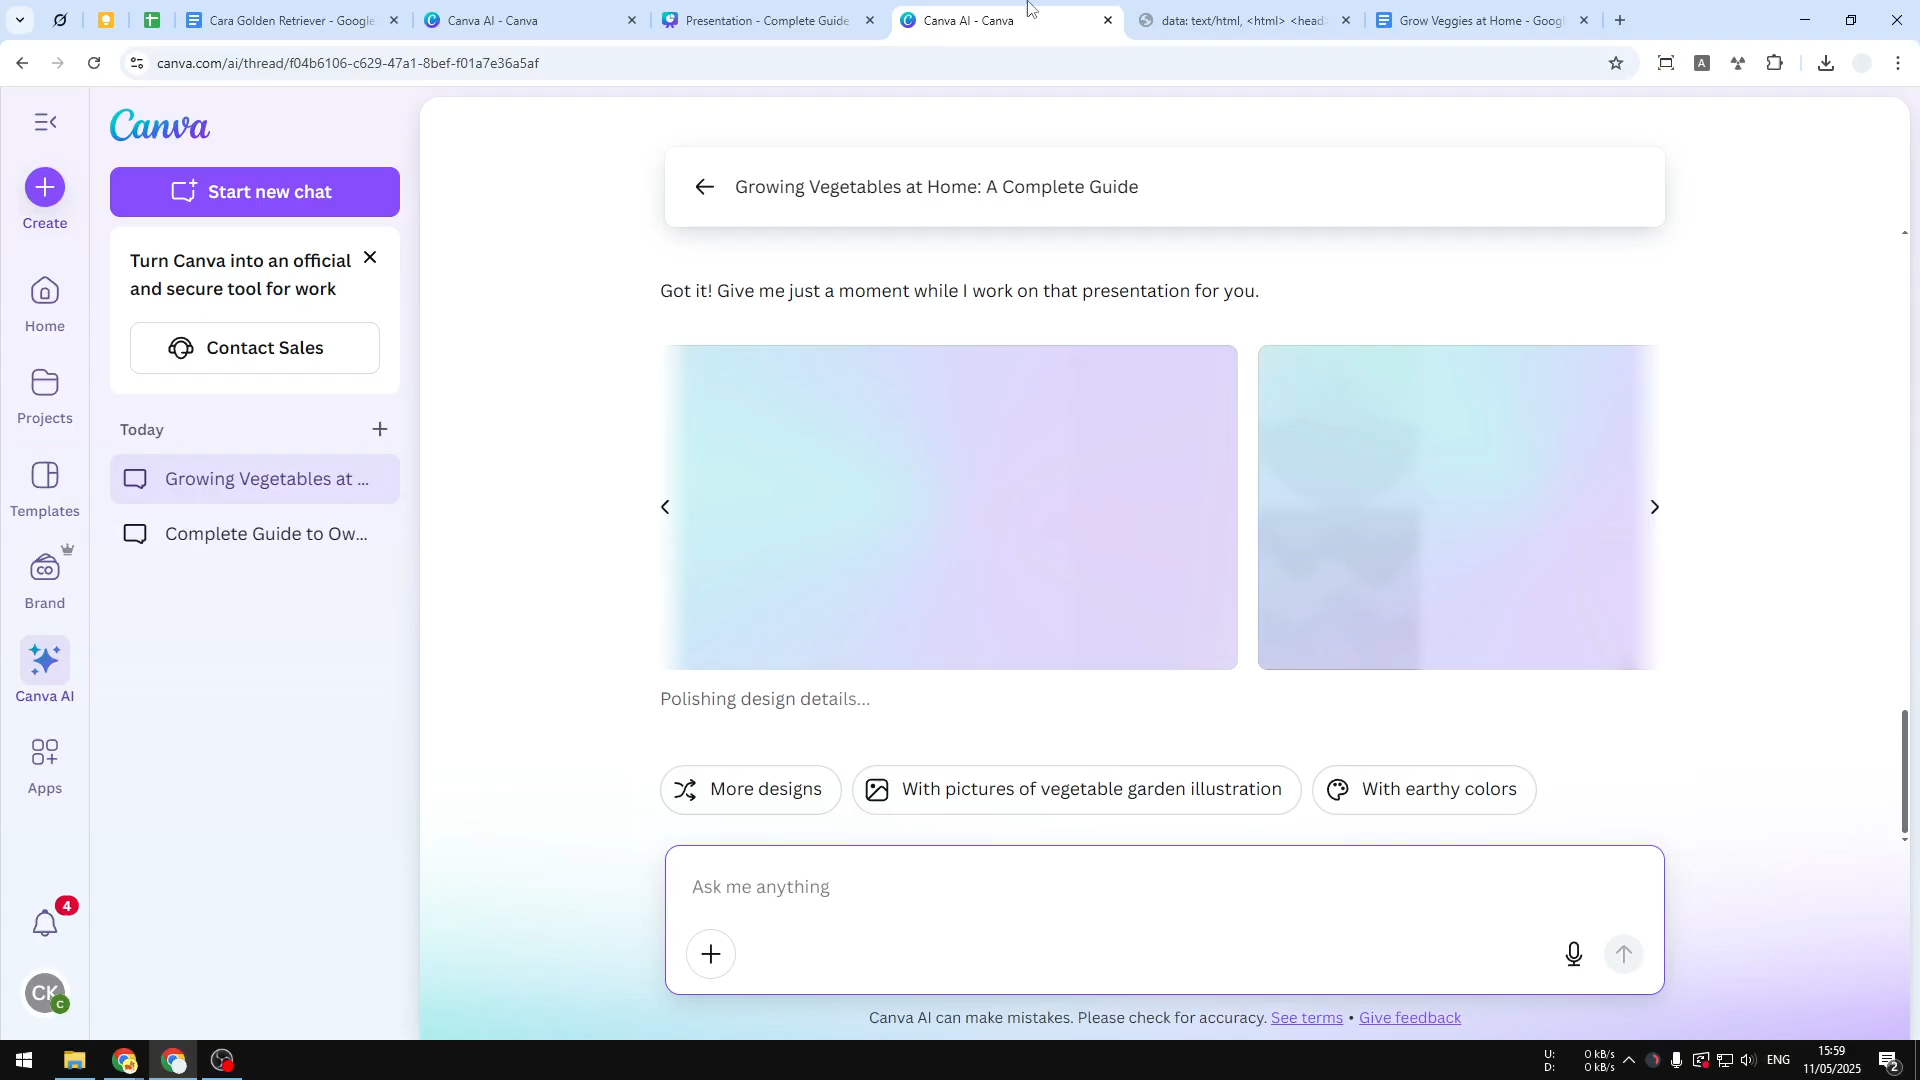 Cara Golden Retriever - Google
Canva AI - Canva
Presentation - Complete Guide
Canva AI - Canva
data: text/html, <html> <head
Grow Veggies at Home - Googl
canva.com/ai/thread/f04b6106-c629-47a1-8bef-f01a7e36a5af
A
Canva
Start new chat
Create
Turn Canva into an official
and secure tool for work
Contact Sales
Home
Projects
Templates
CO
Brand
Canva AI
Apps
4
CK
C
Today
Growing Vegetables at ...
Complete Guide to Ow...
Growing Vegetables at Home: A Complete Guide
Got it! Give me just a moment while I work on that presentation for you.
Polishing design details...
More designs
With pictures of vegetable garden illustration
With earthy colors
Ask me anything
Canva AI can make mistakes. Please check for accuracy. See terms • Give feedback
U: 0 kB/s
D: 0 kB/s
ENG
15:59
11/05/2025
2